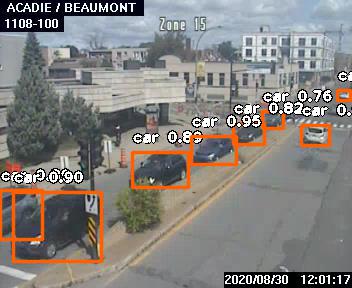 ACADIE / BEAUMONT
1108-100
Zone 15
car 0.76
car 0.82
car 0.95
car 0.86
car 0.90
2020/08/30 12:01:17